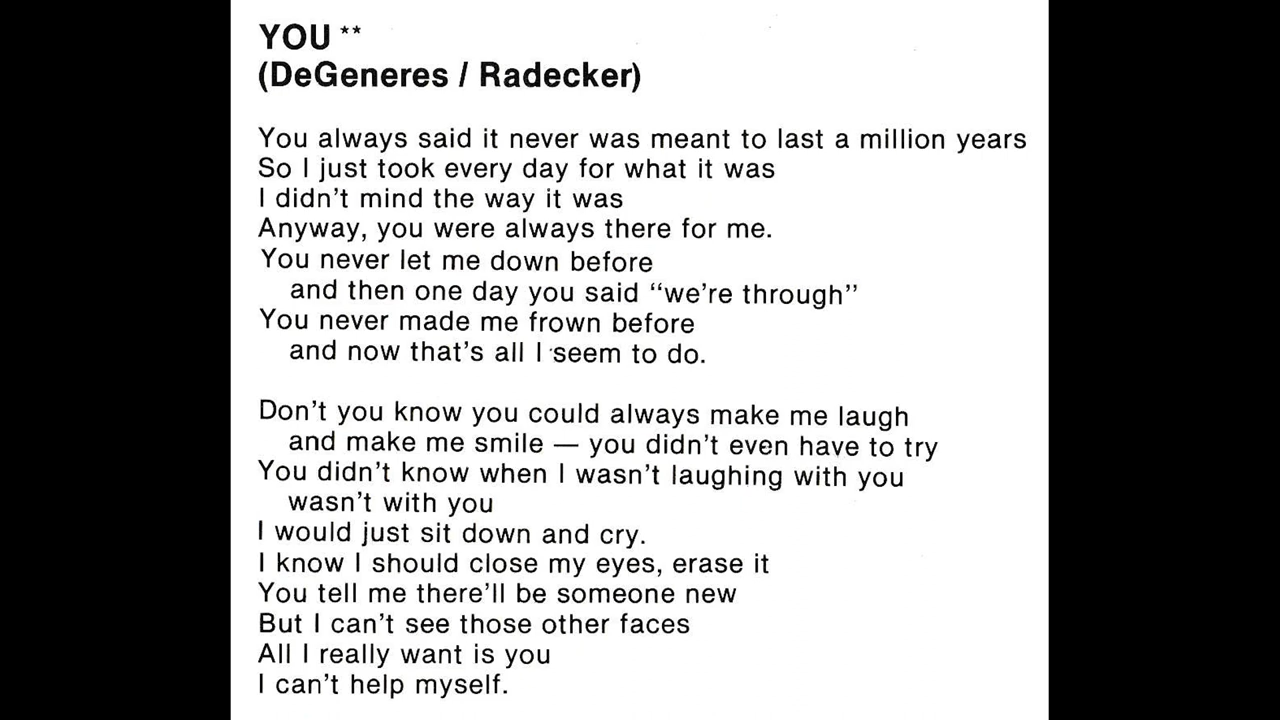 YOU **
(DeGeneres / Radecker)
You always said it never was meant to last a million years
So I just took every day for what it was
I didn't mind the way it was
Anyway, you were always there for me.
You never let me down before
and then one day you said “we're through”
You never made me frown before
and now that's all I seem to do.
Don't you know you could always make me laugh
and make me smile — you didn't even have to try
You didn't know when I wasn't laughing with you
wasn't with you
I would just sit down and cry.
I know I should close my eyes, erase it
You tell me there'll be someone new
But I can't see those other faces
All I really want is you
I can't help myself.